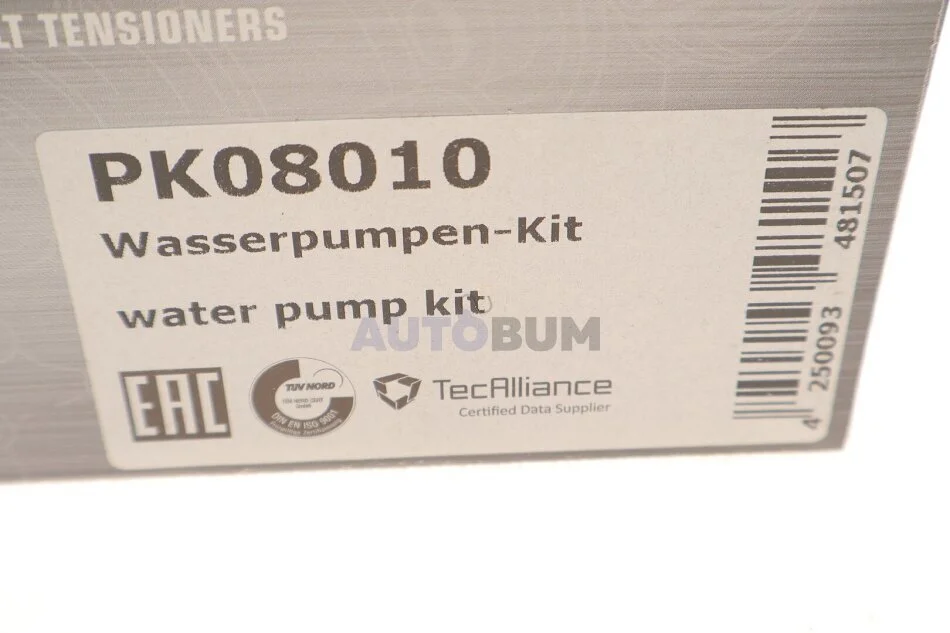 LT TENSIONERS
PK08010
Wasserpumpen-Kit
water pump kit
AUTOBUM
EAC
TUV NORD
DIN EN ISO 9001
TecAlliance
Certified Data Supplier
4 250093 481507